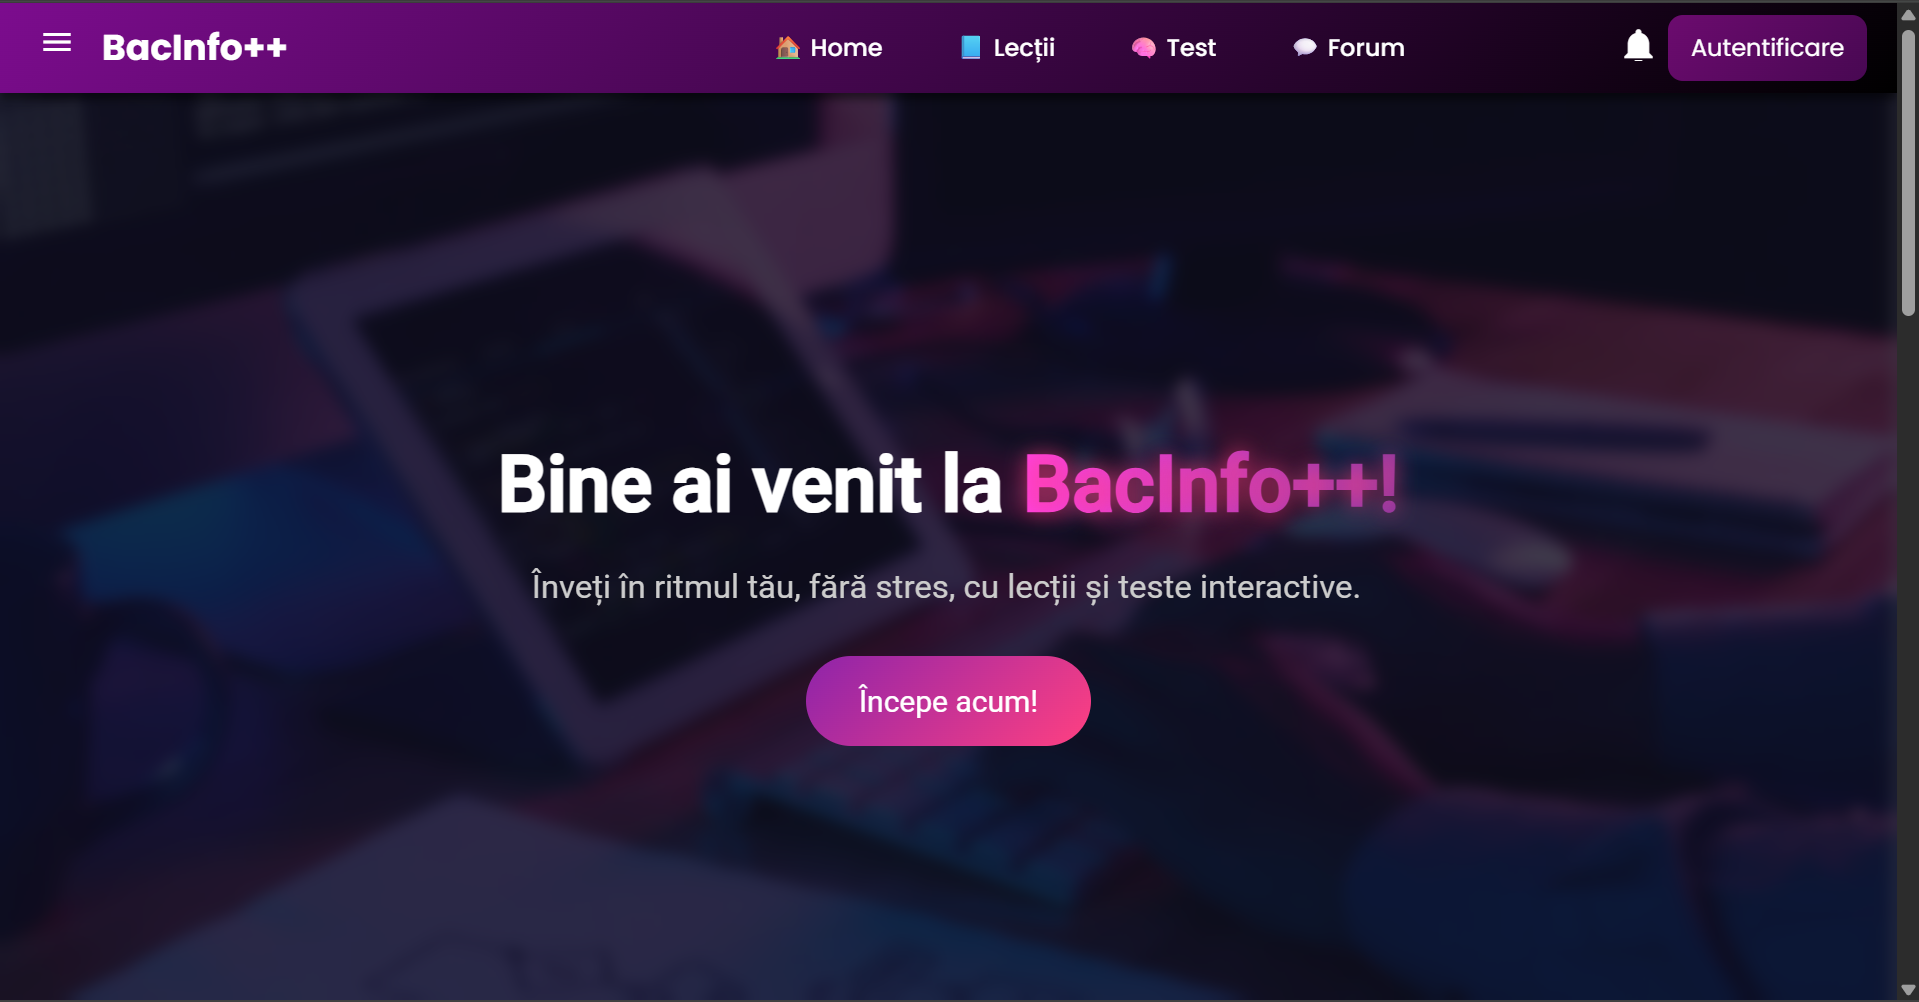 BacInfo++
Home
Lecții
Test
Forum
Autentificare
Bine ai venit la BacInfo++!
Înveți în ritmul tău, fără stres, cu lecții și teste interactive.
Începe acum!